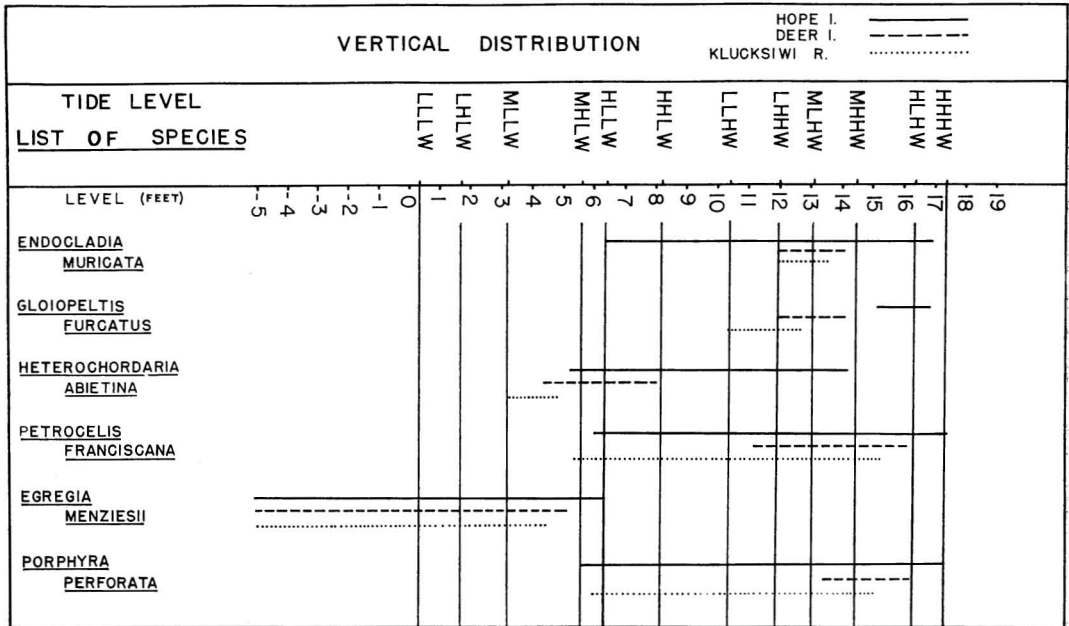 VERTICAL DISTRIBUTION
HOPE I.
DEER I.
KLUCKSIWI R.
TIDE LEVEL
LIST OF SPECIES
LLLW LHLW MLLW MHLW HLLW HHLW LLHW LHHW MLHW MHHW HLHW HHHW
LEVEL (FEET)
-5 -4 -3 -2 -1 0 1 2 3 4 5 6 7 8 9 10 11 12 13 14 15 16 17 18 19
ENDOCLADIA
MURICATA
GLOIOPELTIS
FURCATUS
HETEROCHORDARIA
ABIETINA
PETROCELIS
FRANCISCANA
EGREGIA
MENZIESII
PORPHYRA
PERFORATA